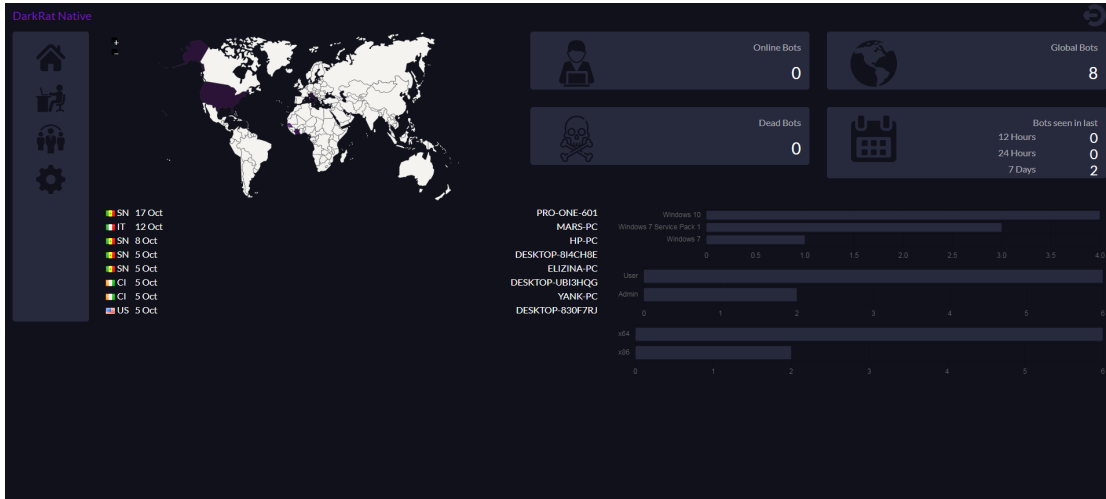 DarkRat Native
+
-
Online Bots
0
Global Bots
8
Dead Bots
0
Bots seen in last
12 Hours 0
24 Hours 0
7 Days 2
SN 17 Oct PRO-ONE-601
IT 12 Oct MARS-PC
SN 8 Oct HP-PC
SN 5 Oct DESKTOP-8I4CH8E
SN 5 Oct ELIZINA-PC
CI 5 Oct DESKTOP-UBI3HQG
CI 5 Oct YANK-PC
US 5 Oct DESKTOP-830F7RJ
Windows 10
Windows 7 Service Pack 1
Windows 7
0 0.5 1.0 1.5 2.0 2.5 3.0 3.5 4.0
User
Admin
0 1 2 3 4 5 6
x64
x86
0 1 2 3 4 5 6